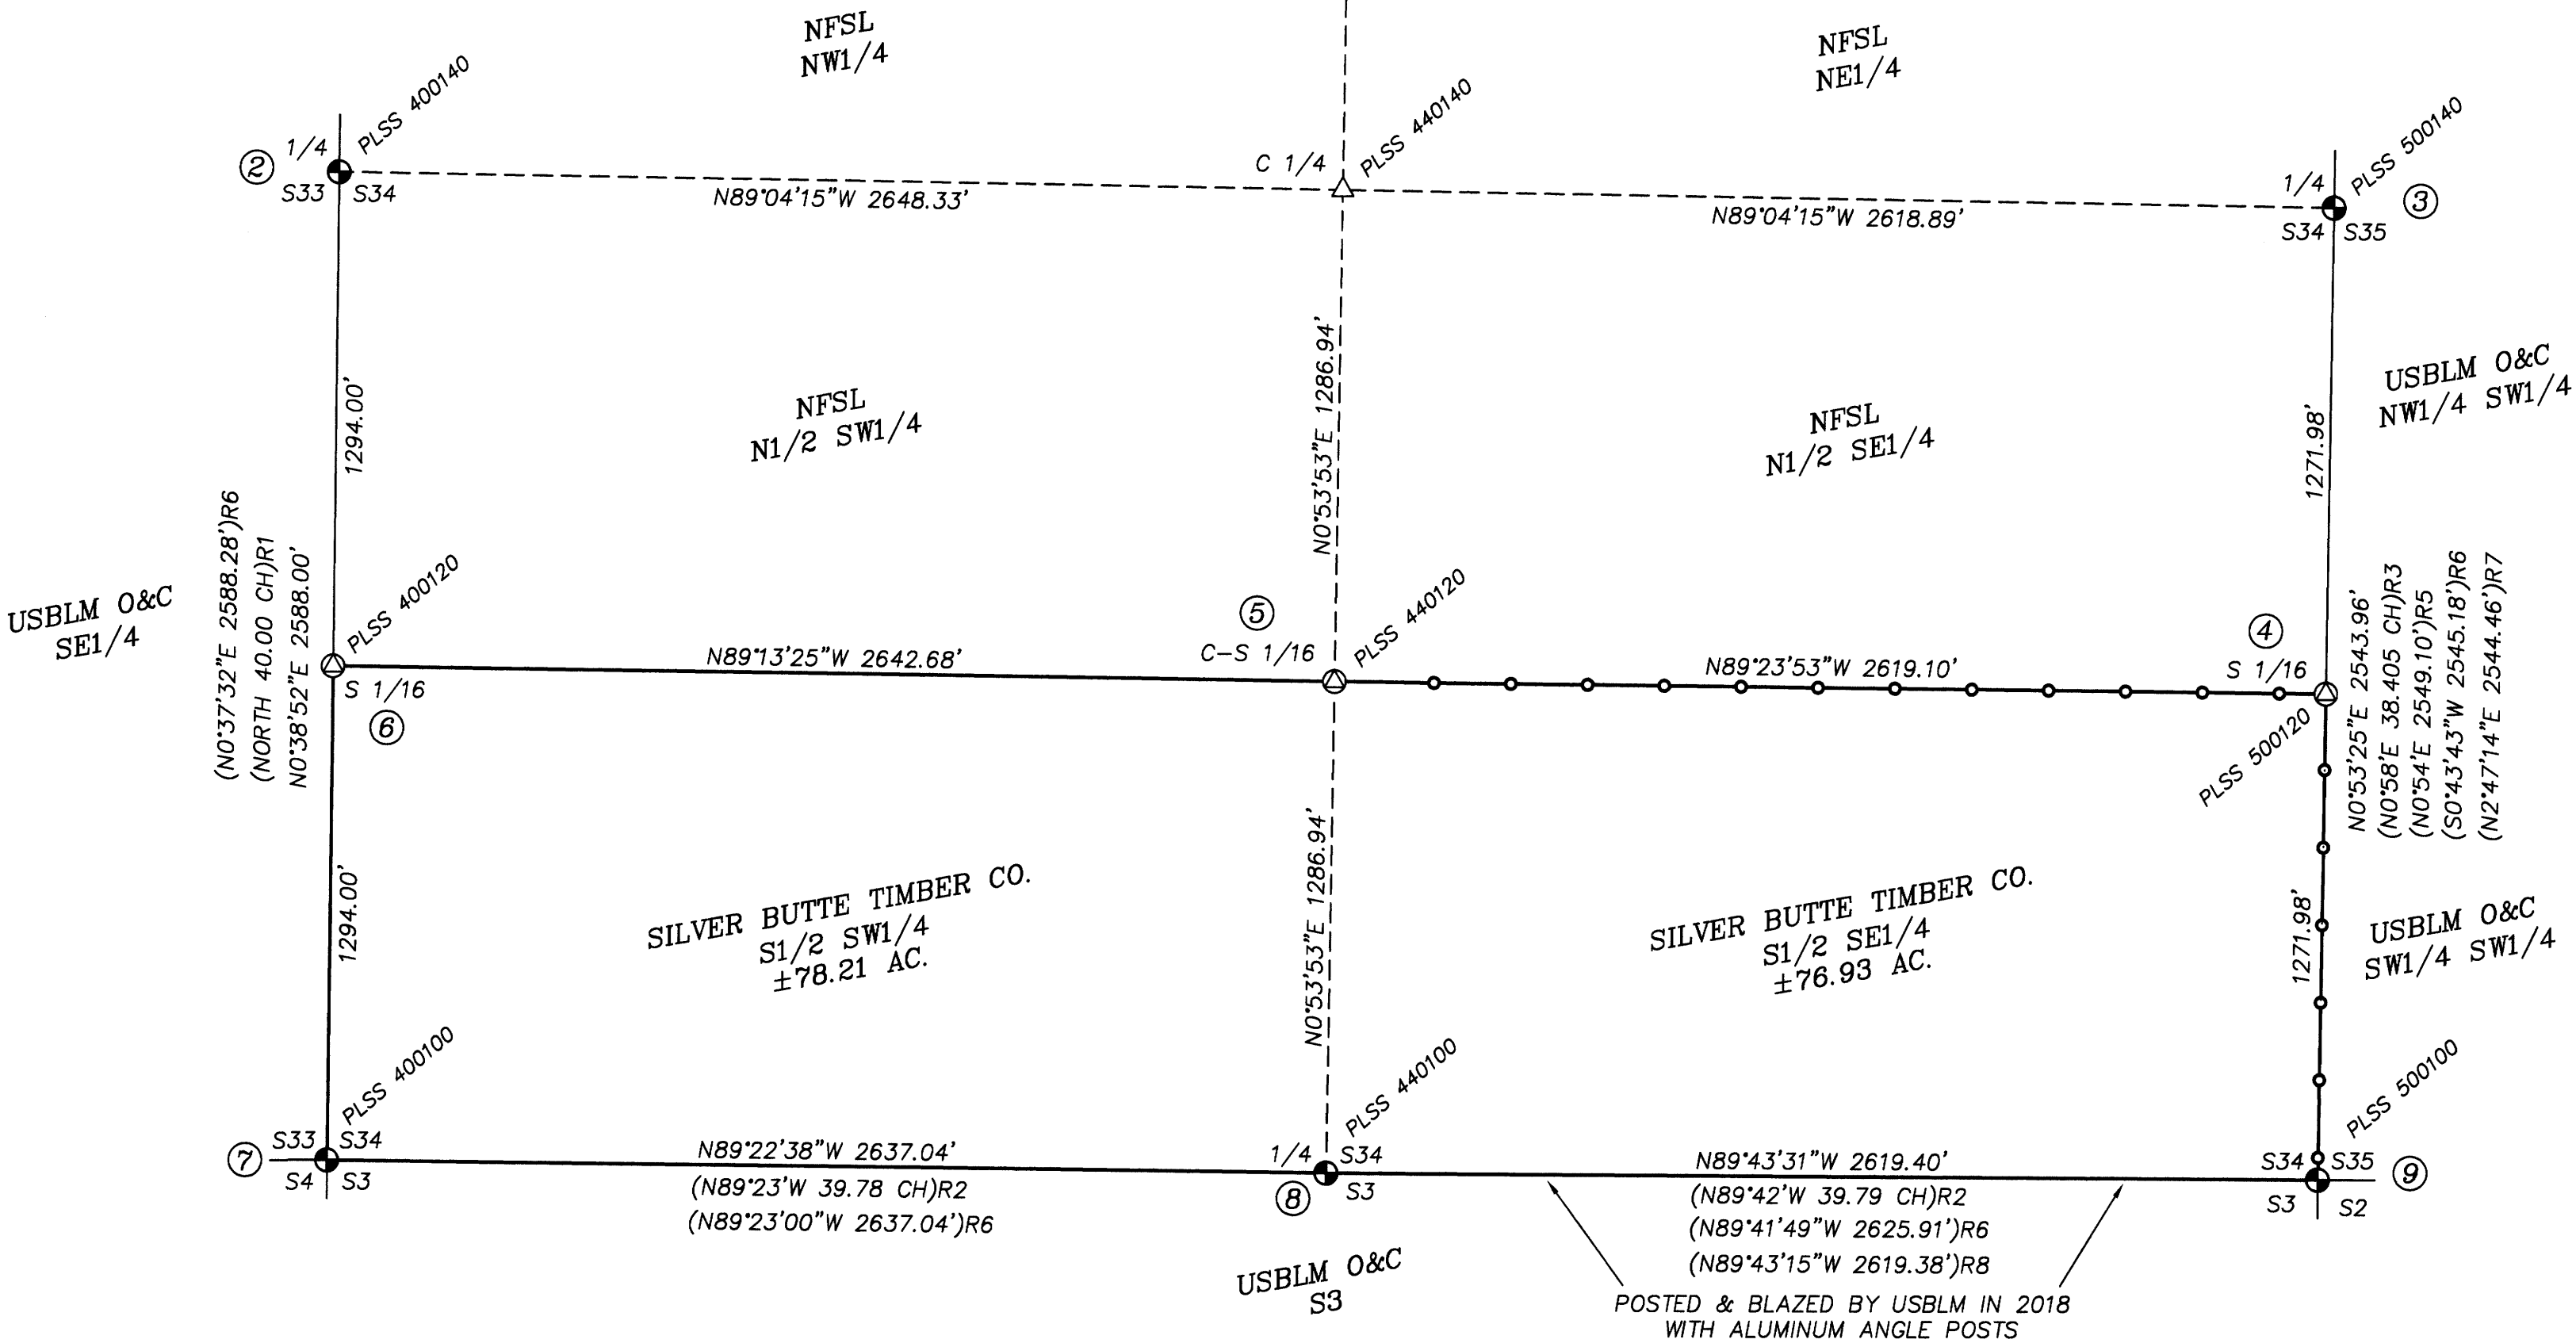 NFSL
NW1/4
NFSL
NE1/4
PLSS 400140
PLSS 440140
PLSS 500140
② 1/4
S33 S34
N89°04'15"W 2648.33'
C 1/4
N89°04'15"W 2618.89'
1/4 ③
S34 S35
1294.00'
N0°53'53"E 1286.94'
1271.98'
NFSL
N1/2 SW1/4
NFSL
N1/2 SE1/4
USBLM O&C
NW1/4 SW1/4
USBLM O&C
SE1/4
(N0°37'32"E 2588.28')R6
(NORTH 40.00 CH)R1
N0°38'52"E 2588.00'
PLSS 400120
S 1/16
⑥
N89°13'25"W 2642.68'
⑤
C-S 1/16
PLSS 440120
N89°23'53"W 2619.10'
④
S 1/16
PLSS 500120
N0°53'25"E 2543.96'
(N0°58'E 38.405 CH)R3
(N0°54'E 2549.10')R5
(S0°43'43"W 2545.18')R6
(N2°47'14"E 2544.46')R7
1294.00'
SILVER BUTTE TIMBER CO.
S1/2 SW1/4
±78.21 AC.
N0°53'53"E 1286.94'
SILVER BUTTE TIMBER CO.
S1/2 SE1/4
±76.93 AC.
1271.98'
USBLM O&C
SW1/4 SW1/4
PLSS 400100
PLSS 440100
PLSS 500100
⑦ S33 S34
S4 S3
N89°22'38"W 2637.04'
(N89°23'W 39.78 CH)R2
(N89°23'00"W 2637.04')R6
1/4 S34
⑧ S3
N89°43'31"W 2619.40'
(N89°42'W 39.79 CH)R2
(N89°41'49"W 2625.91')R6
(N89°43'15"W 2619.38')R8
S34 S35 ⑨
S3 S2
USBLM O&C
S3
POSTED & BLAZED BY USBLM IN 2018
WITH ALUMINUM ANGLE POSTS